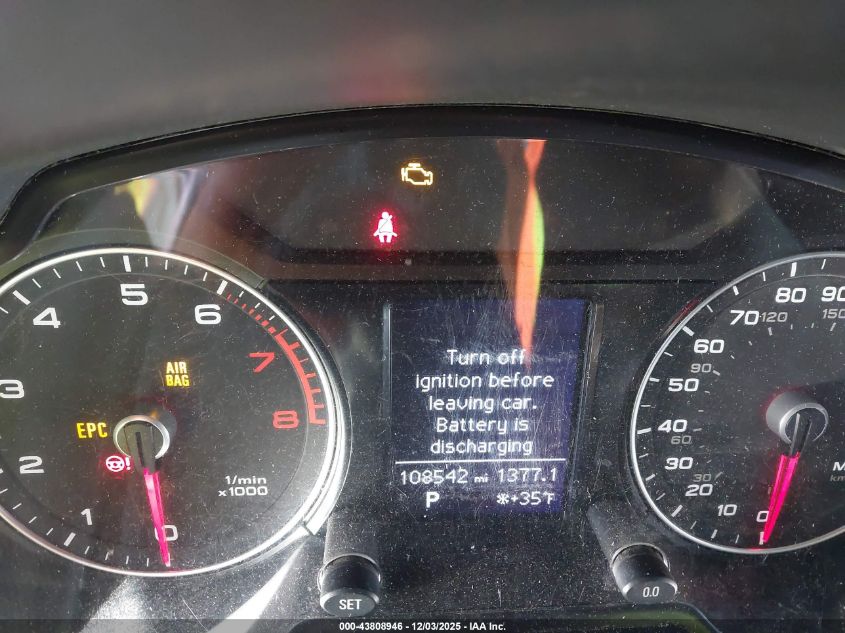 5
6
4
7
3
8
2
1
0
AIR
BAG
EPC
1/min
x1000
Turn off
ignition before
leaving car.
Battery is
discharging
108542 mi 1377.1
P *+35°F
80 90
70 120 150
60
90
50
40
60
30
30
20
10
0
M
km
SET
0.0
000-43808946 - 12/03/2025 - IAA Inc.